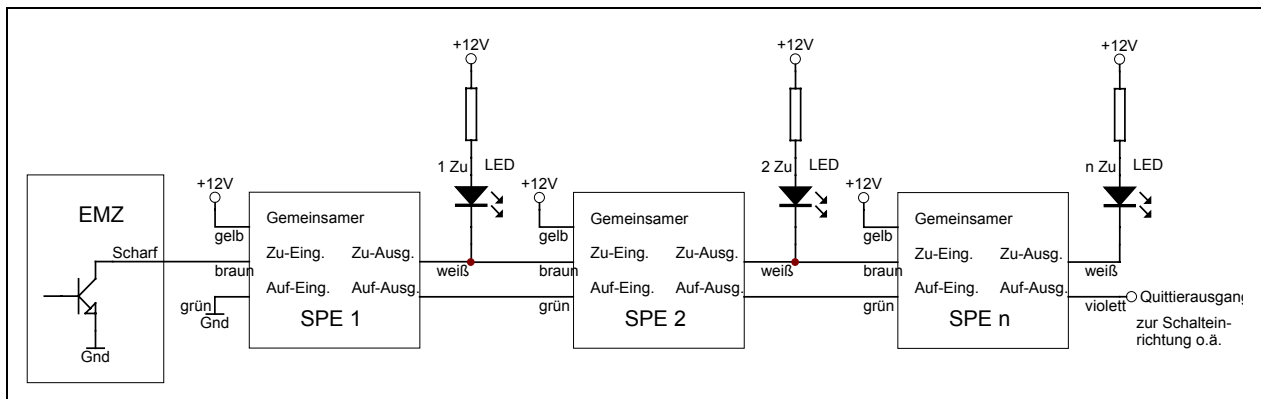 +12V
+12V
+12V
1 Zu LED
2 Zu LED
n Zu LED
+12V
+12V
+12V
EMZ
Scharf
Gnd
gelb
braun
grün
Gnd
Gemeinsamer
Zu-Eing. Zu-Ausg.
Auf-Eing. Auf-Ausg.
SPE 1
weiß
gelb
braun
grün
Gemeinsamer
Zu-Eing. Zu-Ausg.
Auf-Eing. Auf-Ausg.
SPE 2
weiß
gelb
braun
grün
Gemeinsamer
Zu-Eing. Zu-Ausg.
Auf-Eing. Auf-Ausg.
SPE n
weiß
violett
Quittierausgang
zur Schaltein-
richtung o.ä.